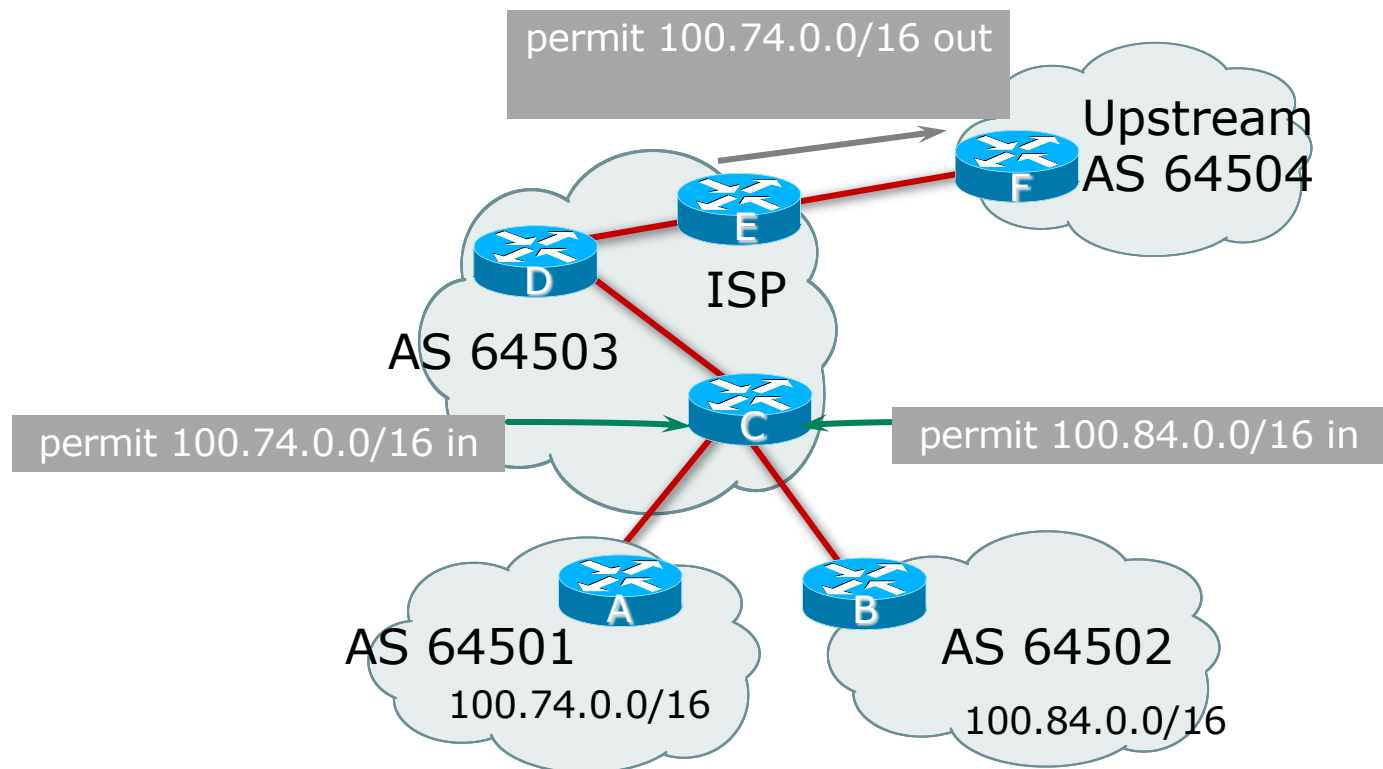 permit 100.74.0.0/16 out
Upstream
AS 64504
F
E
D
ISP
AS 64503
C
permit 100.74.0.0/16 in
permit 100.84.0.0/16 in
A
B
AS 64501
AS 64502
100.74.0.0/16
100.84.0.0/16